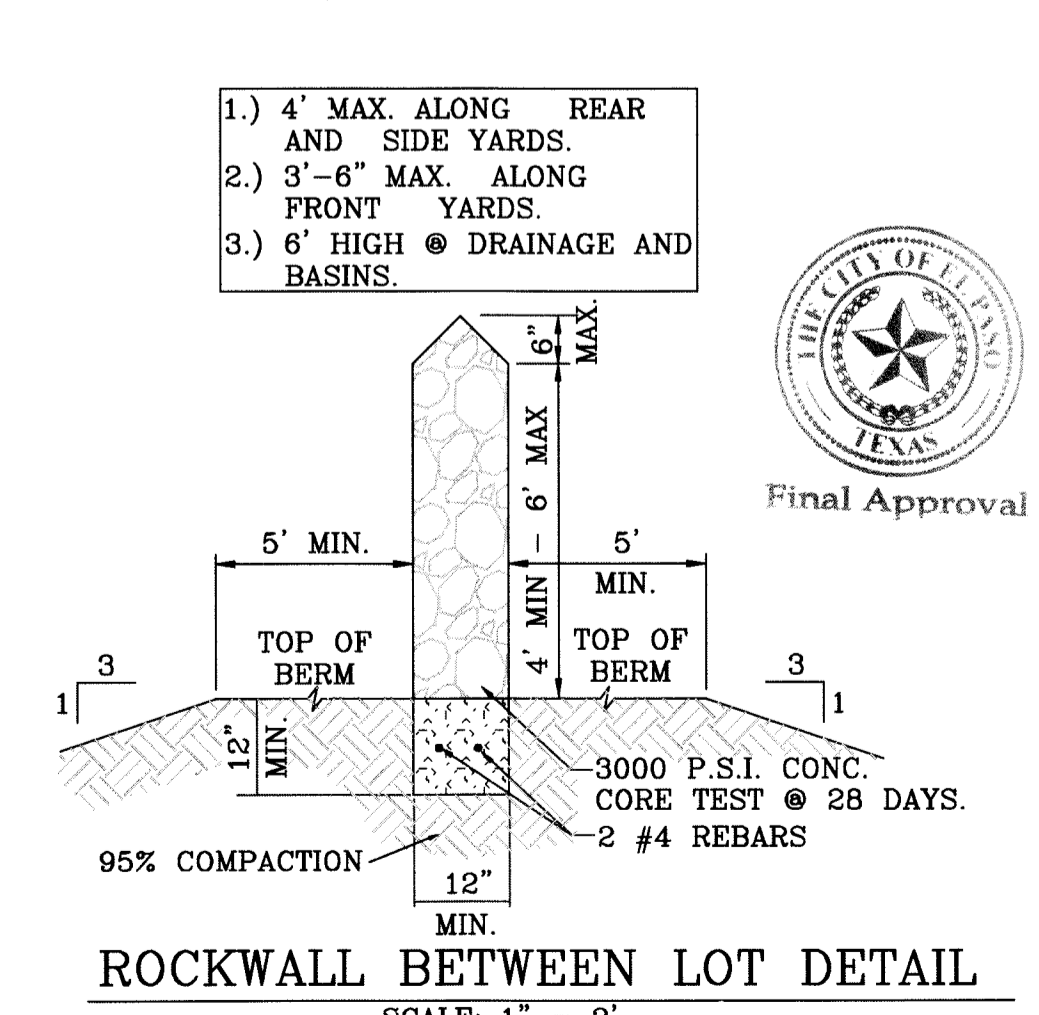 1.) 4' MAX. ALONG REAR
AND SIDE YARDS.
2.) 3'-6" MAX. ALONG
FRONT YARDS.
3.) 6' HIGH @ DRAINAGE AND
BASINS.
THE CITY OF EL PASO
TEXAS
Final Approval
6"
MAX.
4' MIN - 6' MAX
5' MIN.
5'
MIN.
TOP OF
BERM
TOP OF
BERM
3
1
3
1
12"
MIN.
3000 P.S.I. CONC.
CORE TEST @ 28 DAYS.
2 #4 REBARS
95% COMPACTION
12"
MIN.
ROCKWALL BETWEEN LOT DETAIL
SCALE: 1"
2'